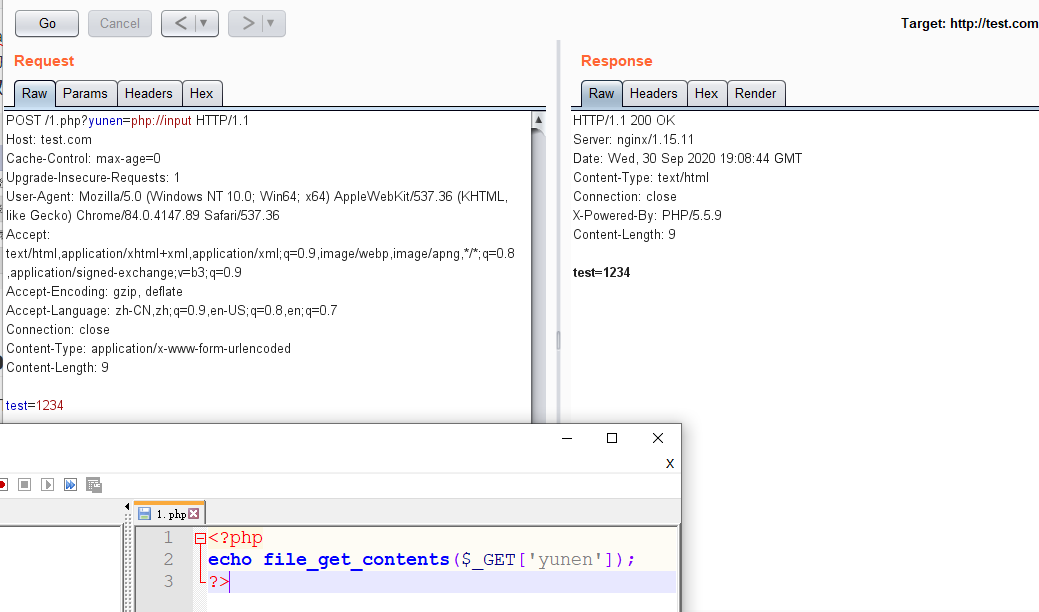 Go
Cancel
< ▼
> ▼
Target: http://test.com
Request
Raw Params Headers Hex
POST /1.php?yunen=php://input HTTP/1.1
Host: test.com
Cache-Control: max-age=0
Upgrade-Insecure-Requests: 1
User-Agent: Mozilla/5.0 (Windows NT 10.0; Win64; x64) AppleWebKit/537.36 (KHTML,
like Gecko) Chrome/84.0.4147.89 Safari/537.36
Accept:
text/html,application/xhtml+xml,application/xml;q=0.9,image/webp,image/apng,*/*;q=0.8
,application/signed-exchange;v=b3;q=0.9
Accept-Encoding: gzip, deflate
Accept-Language: zh-CN,zh;q=0.9,en-US;q=0.8,en;q=0.7
Connection: close
Content-Type: application/x-www-form-urlencoded
Content-Length: 9
test=1234
Response
Raw Headers Hex Render
HTTP/1.1 200 OK
Server: nginx/1.15.11
Date: Wed, 30 Sep 2020 19:08:44 GMT
Content-Type: text/html
Connection: close
X-Powered-By: PHP/5.5.9
Content-Length: 9
test=1234
X
1.php
1 <?php
2 echo file_get_contents($_GET['yunen']);
3 ?>